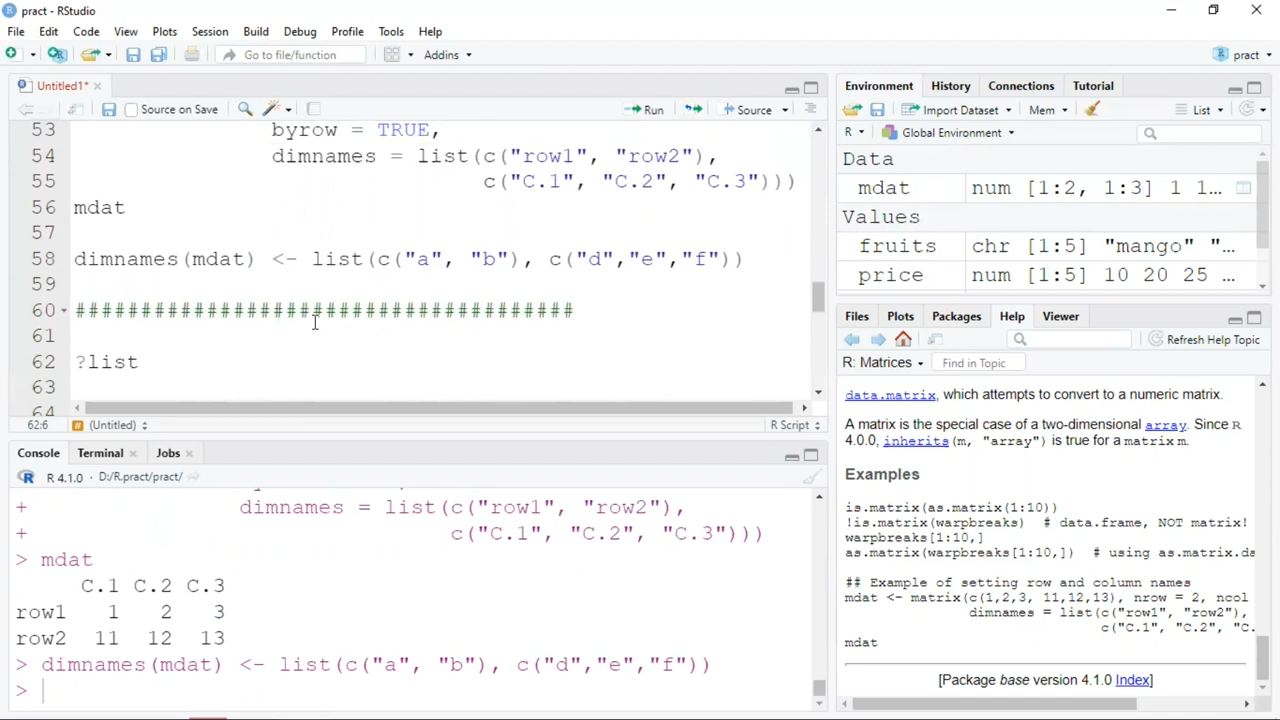 pract - RStudio
File Edit Code View Plots Session Build Debug Profile Tools Help
Go to file/function Addins pract
Untitled1*
Source on Save Run Source
53 byrow = TRUE,
54 dimnames = list(c("row1", "row2"),
55 c("C.1", "C.2", "C.3")))
56 mdat
57
58 dimnames(mdat) <- list(c("a", "b"), c("d","e","f"))
59
60 ######################################
61
62 ?list
63
64
62:6 (Untitled) R Script
Console Terminal Jobs
R 4.1.0 · D:/R.pract/pract/
+ dimnames = list(c("row1", "row2"),
+ c("C.1", "C.2", "C.3")))
> mdat
C.1 C.2 C.3
row1 1 2 3
row2 11 12 13
> dimnames(mdat) <- list(c("a", "b"), c("d","e","f"))
>
Environment History Connections Tutorial
Import Dataset Mem List
R Global Environment
Data
mdat num [1:2, 1:3] 1 1...
Values
fruits chr [1:5] "mango" "...
price num [1:5] 10 20 25 ...
Files Plots Packages Help Viewer
Refresh Help Topic
R: Matrices Find in Topic
data.matrix, which attempts to convert to a numeric matrix.
A matrix is the special case of a two-dimensional array. Since R
4.0.0, inherits(m, "array") is true for a matrix m.
Examples
is.matrix(as.matrix(1:10))
!is.matrix(warpbreaks) # data.frame, NOT matrix!
warpbreaks[1:10,]
as.matrix(warpbreaks[1:10,]) # using as.matrix.da
## Example of setting row and column names
mdat <- matrix(c(1,2,3, 11,12,13), nrow = 2, ncol
dimnames = list(c("row1", "row2"),
c("C.1", "C.2", "C.
mdat
[Package base version 4.1.0 Index]